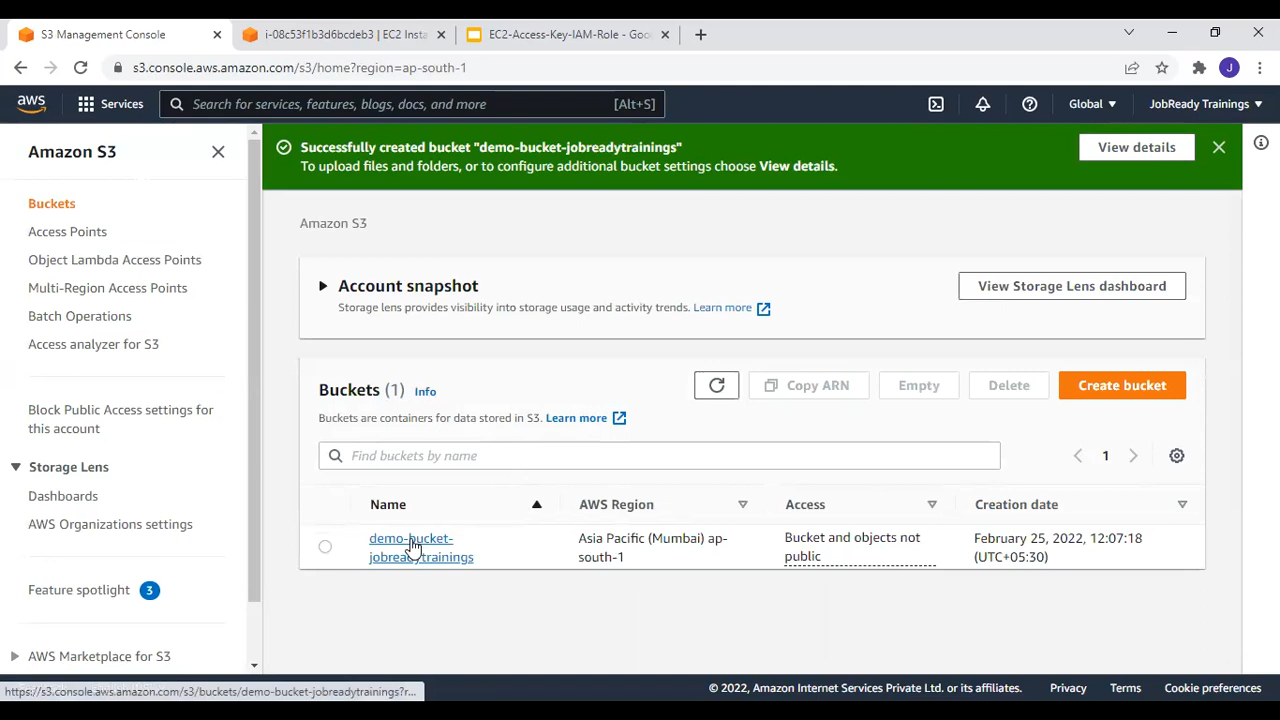 S3 Management Console
i-08c53f1b3d6bcdeb3 | EC2 Insta
EC2-Access-Key-IAM-Role - Goo
s3.console.aws.amazon.com/s3/home?region=ap-south-1
J
aws
Services
Search for services, features, blogs, docs, and more
[Alt+S]
Global
JobReady Trainings
Amazon S3
Buckets
Access Points
Object Lambda Access Points
Multi-Region Access Points
Batch Operations
Access analyzer for S3
Block Public Access settings for
this account
Storage Lens
Dashboards
AWS Organizations settings
Feature spotlight 3
AWS Marketplace for S3
Successfully created bucket "demo-bucket-jobreadytrainings"
To upload files and folders, or to configure additional bucket settings choose View details.
View details
Amazon S3
Account snapshot
Storage lens provides visibility into storage usage and activity trends. Learn more
View Storage Lens dashboard
Buckets (1) Info
Buckets are containers for data stored in S3. Learn more
Copy ARN
Empty
Delete
Create bucket
Find buckets by name
1
Name
AWS Region
Access
Creation date
demo-bucket-
jobreadytrainings
Asia Pacific (Mumbai) ap-
south-1
Bucket and objects not
public
February 25, 2022, 12:07:18
(UTC+05:30)
https://s3.console.aws.amazon.com/s3/buckets/demo-bucket-jobreadytrainings?r...
© 2022, Amazon Internet Services Private Ltd. or its affiliates.
Privacy
Terms
Cookie preferences